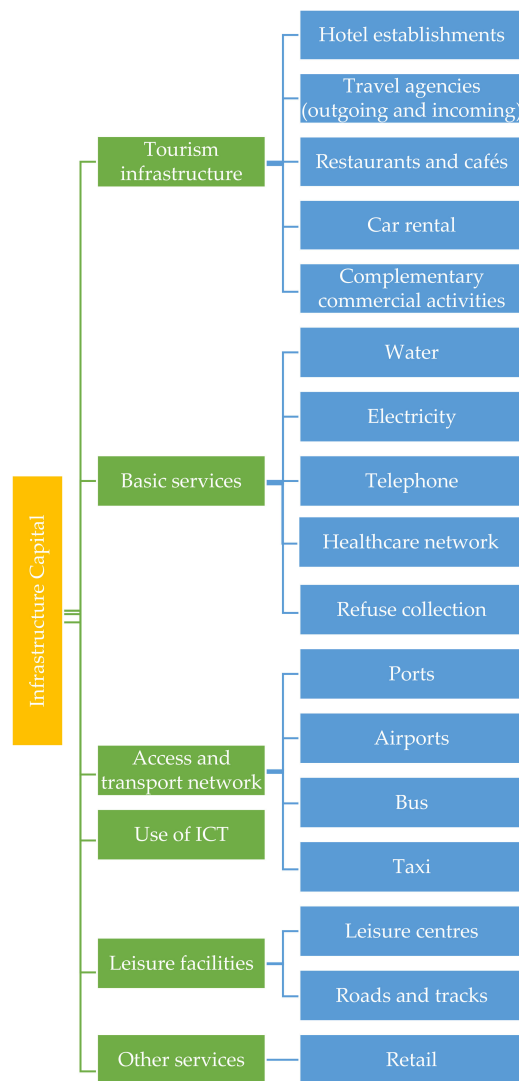 Infrastructure Capital
Tourism
infrastructure
Hotel establishments
Travel agencies
(outgoing and incoming)
Restaurants and cafés
Car rental
Complementary
commercial activities
Basic services
Water
Electricity
Telephone
Healthcare network
Refuse collection
Access and
transport network
Ports
Airports
Bus
Taxi
Use of ICT
Leisure facilities
Leisure centres
Roads and tracks
Other services
Retail